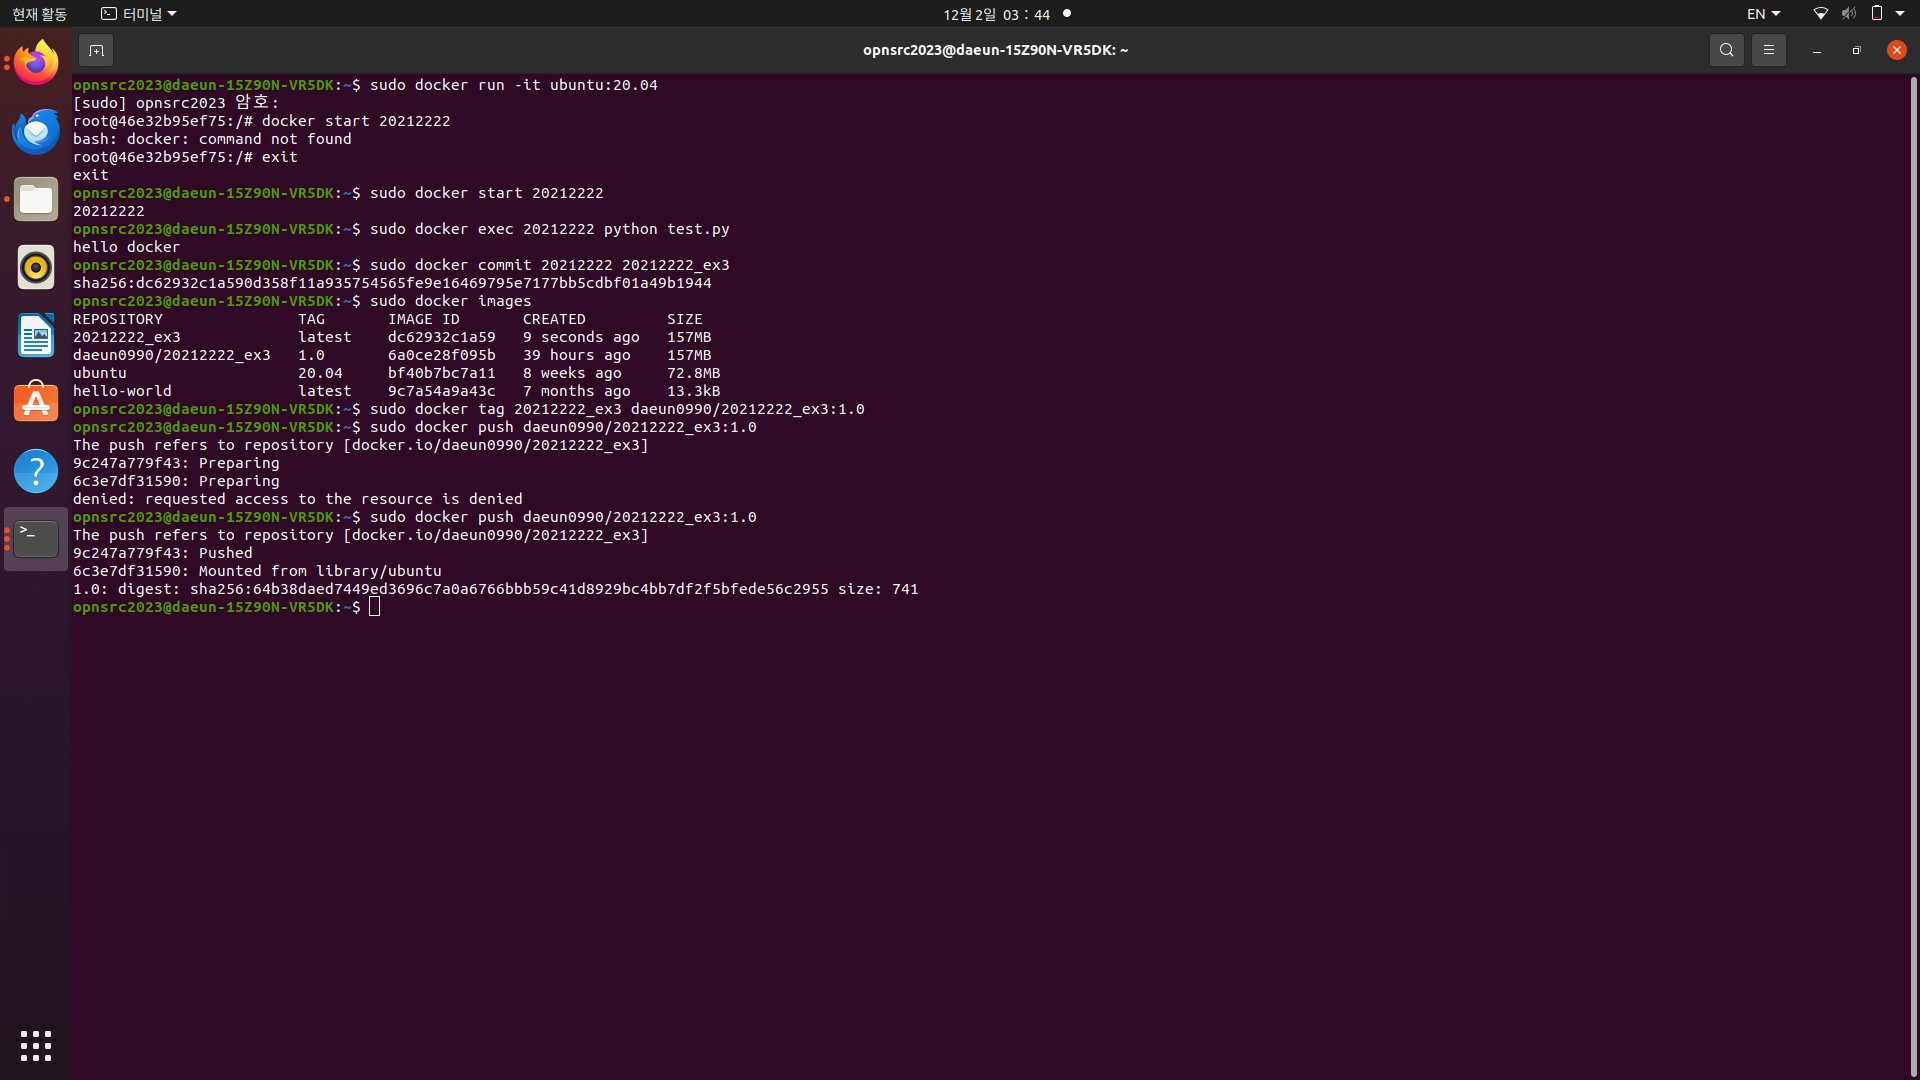 현재 활동 터미널 12월 2일 03 : 44 EN
opnsrc2023@daeun-15Z90N-VR5DK: ~
opnsrc2023@daeun-15Z90N-VR5DK:~$ sudo docker run -it ubuntu:20.04
[sudo] opnsrc2023 암호:
root@46e32b95ef75:/# docker start 20212222
bash: docker: command not found
root@46e32b95ef75:/# exit
exit
opnsrc2023@daeun-15Z90N-VR5DK:~$ sudo docker start 20212222
20212222
opnsrc2023@daeun-15Z90N-VR5DK:~$ sudo docker exec 20212222 python test.py
hello docker
opnsrc2023@daeun-15Z90N-VR5DK:~$ sudo docker commit 20212222 20212222_ex3
sha256:dc62932c1a590d358f11a935754565fe9e16469795e7177bb5cdbf01a49b1944
opnsrc2023@daeun-15Z90N-VR5DK:~$ sudo docker images
REPOSITORY TAG IMAGE ID CREATED SIZE
20212222_ex3 latest dc62932c1a59 9 seconds ago 157MB
daeun0990/20212222_ex3 1.0 6a0ce28f095b 39 hours ago 157MB
ubuntu 20.04 bf40b7bc7a11 8 weeks ago 72.8MB
hello-world latest 9c7a54a9a43c 7 months ago 13.3kB
opnsrc2023@daeun-15Z90N-VR5DK:~$ sudo docker tag 20212222_ex3 daeun0990/20212222_ex3:1.0
opnsrc2023@daeun-15Z90N-VR5DK:~$ sudo docker push daeun0990/20212222_ex3:1.0
The push refers to repository [docker.io/daeun0990/20212222_ex3]
9c247a779f43: Preparing
6c3e7df31590: Preparing
denied: requested access to the resource is denied
opnsrc2023@daeun-15Z90N-VR5DK:~$ sudo docker push daeun0990/20212222_ex3:1.0
The push refers to repository [docker.io/daeun0990/20212222_ex3]
9c247a779f43: Pushed
6c3e7df31590: Mounted from library/ubuntu
1.0: digest: sha256:64b38daed7449ed3696c7a0a6766bbb59c41d8929bc4bb7df2f5bfede56c2955 size: 741
opnsrc2023@daeun-15Z90N-VR5DK:~$